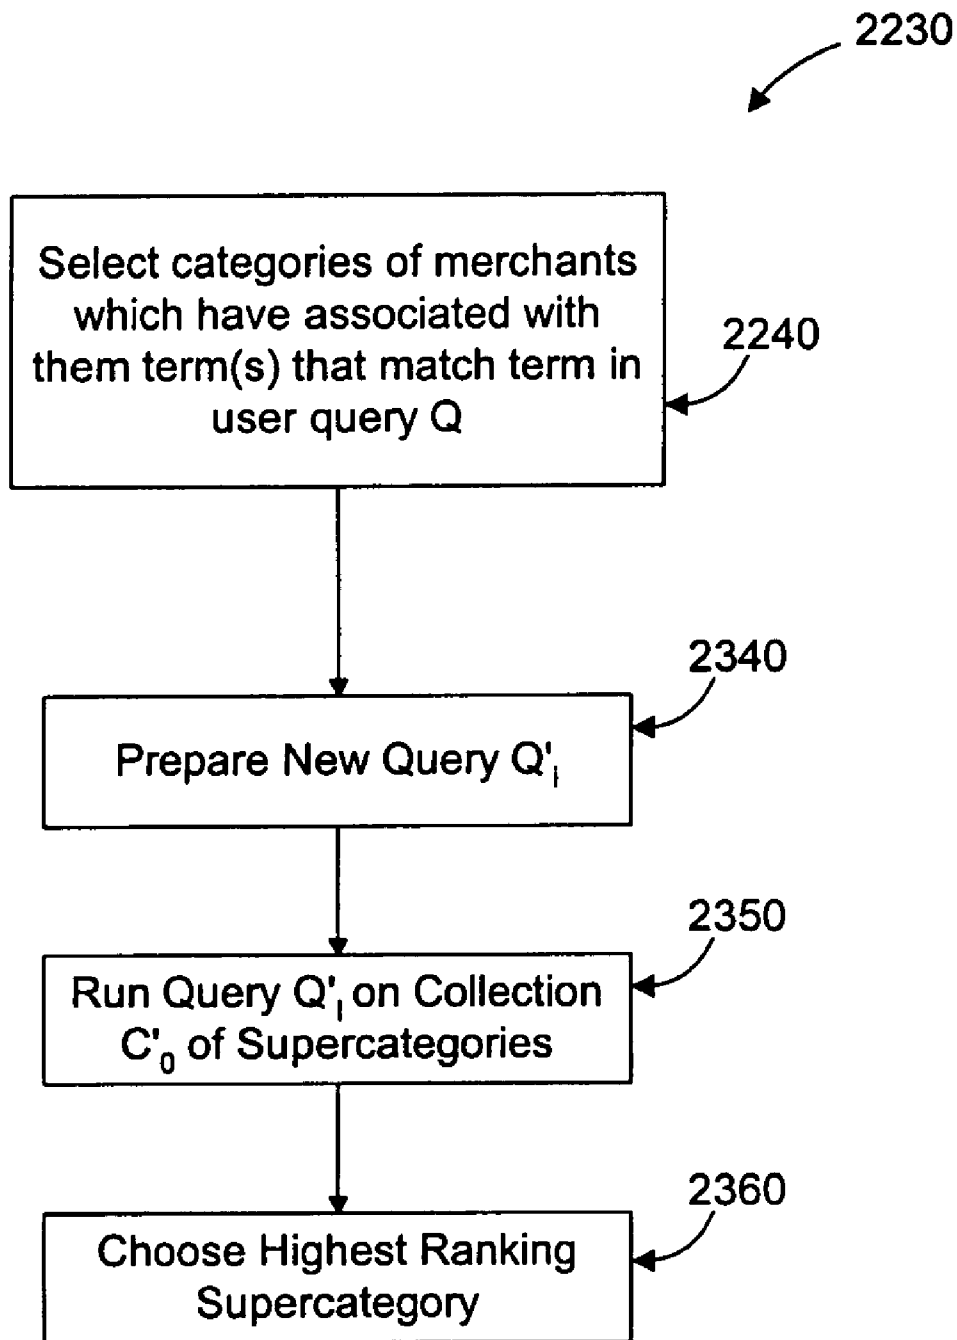 2230
Select categories of merchants
which have associated with
them term(s) that match term in
user query Q
2240
2340
Prepare New Query Q'ᵢ
2350
Run Query Q'ᵢ on Collection
C'₀ of Supercategories
2360
Choose Highest Ranking
Supercategory